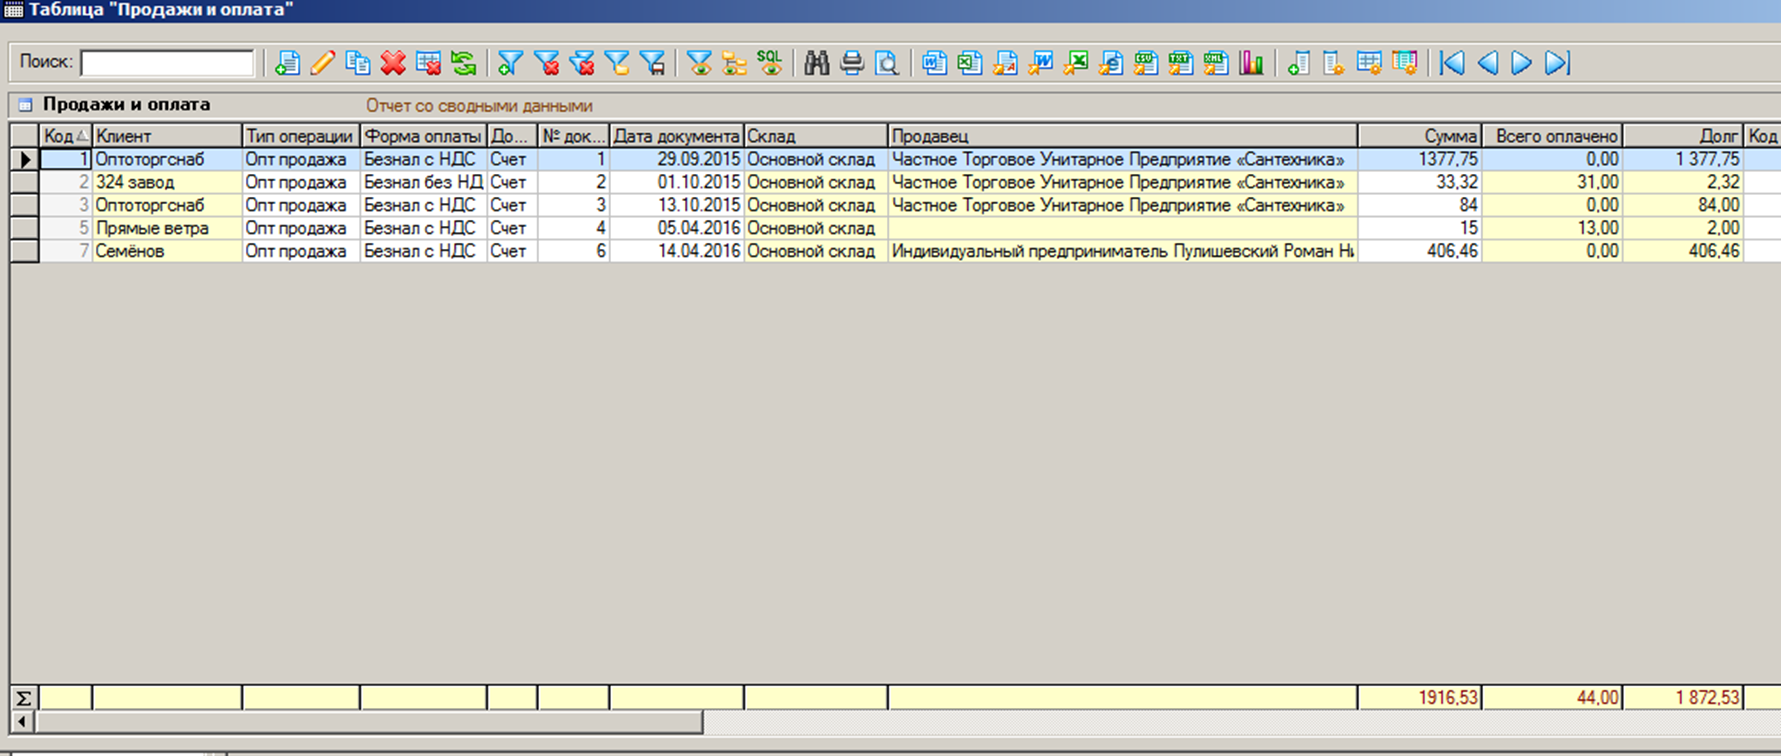 Таблица "Продажи и оплата"
Поиск: SQL
Продажи и оплата Отчет со сводными данными
Код Клиент Тип операции Форма оплаты До... № док... Дата документа Склад Продавец Сумма Всего оплачено Долг Код
1 Оптоторгснаб Опт продажа Безнал с НДС Счет 1 29.09.2015 Основной склад Частное Торговое Унитарное Предприятие «Сантехника» 1377,75 0,00 1 377,75
2 324 завод Опт продажа Безнал без НД Счет 2 01.10.2015 Основной склад Частное Торговое Унитарное Предприятие «Сантехника» 33,32 31,00 2,32
3 Оптоторгснаб Опт продажа Безнал с НДС Счет 3 13.10.2015 Основной склад Частное Торговое Унитарное Предприятие «Сантехника» 84 0,00 84,00
5 Прямые ветра Опт продажа Безнал с НДС Счет 4 05.04.2016 Основной склад 15 13,00 2,00
7 Семёнов Опт продажа Безнал с НДС Счет 6 14.04.2016 Основной склад Индивидуальный предприниматель Пулишевский Роман Ни 406,46 0,00 406,46
Σ 1916,53 44,00 1 872,53